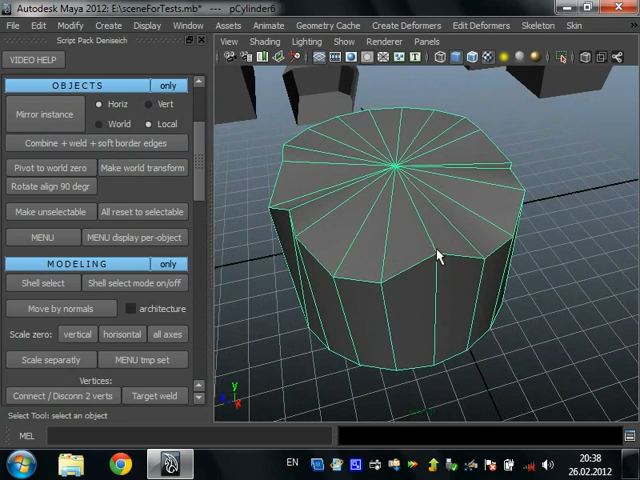 Autodesk Maya 2012: E:\sceneForTests.mb* --- pCylinder6
File Edit Modify Create Display Window Assets Animate Geometry Cache Create Deformers Edit Deformers Skeleton Skin
Script Pack Deniseich
View Shading Lighting Show Renderer Panels
VIDEO HELP
OBJECTS only
Mirror instance
Horiz Vert
World Local
Combine + weld + soft border edges
Pivot to world zero Make world transform
Rotate align 90 degr
Make unselectable All reset to selectable
MENU MENU display per-object
MODELING only
Shell select Shell select mode on/off
Move by normals architecture
Scale zero: vertical horisontal all axes
Scale separatly MENU tmp set
Vertices:
Connect / Disconn 2 verts Target weld
Select Tool: select an object
y
x
MEL
EN
20:38
26.02.2012